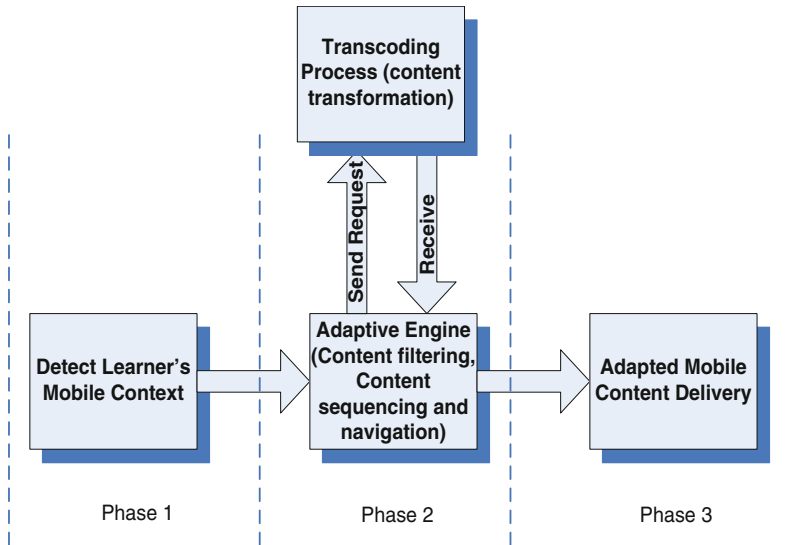 Transcoding
Process (content
transformation)
Send Request
Receive
Detect Learner’s
Mobile Context
Adaptive Engine
(Content filtering,
Content
sequencing and
navigation)
Adapted Mobile
Content Delivery
Phase 1
Phase 2
Phase 3